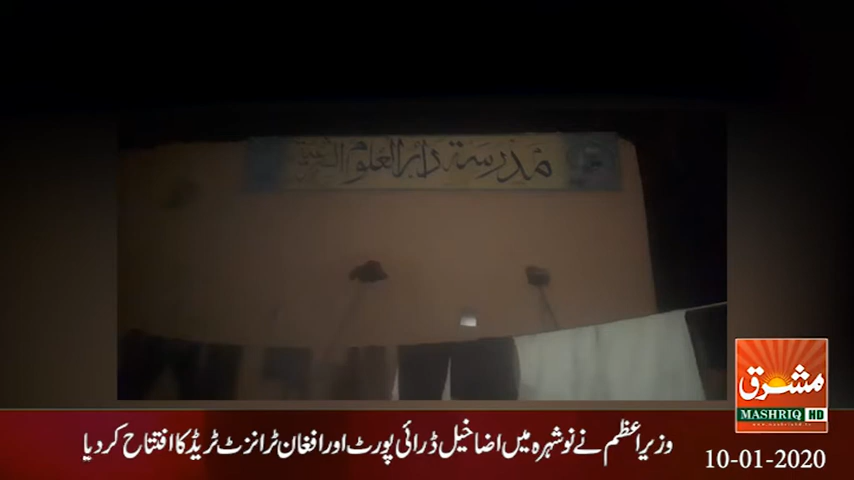 مدرسة دار العلوم
مشرق
MASHRIQ HD
وزیراعظم نے نوشہرہ میں اضاخیل ڈرائی پورٹ اور افغان ٹرانزٹ ٹریڈ کا افتتاح کر دیا
10-01-2020